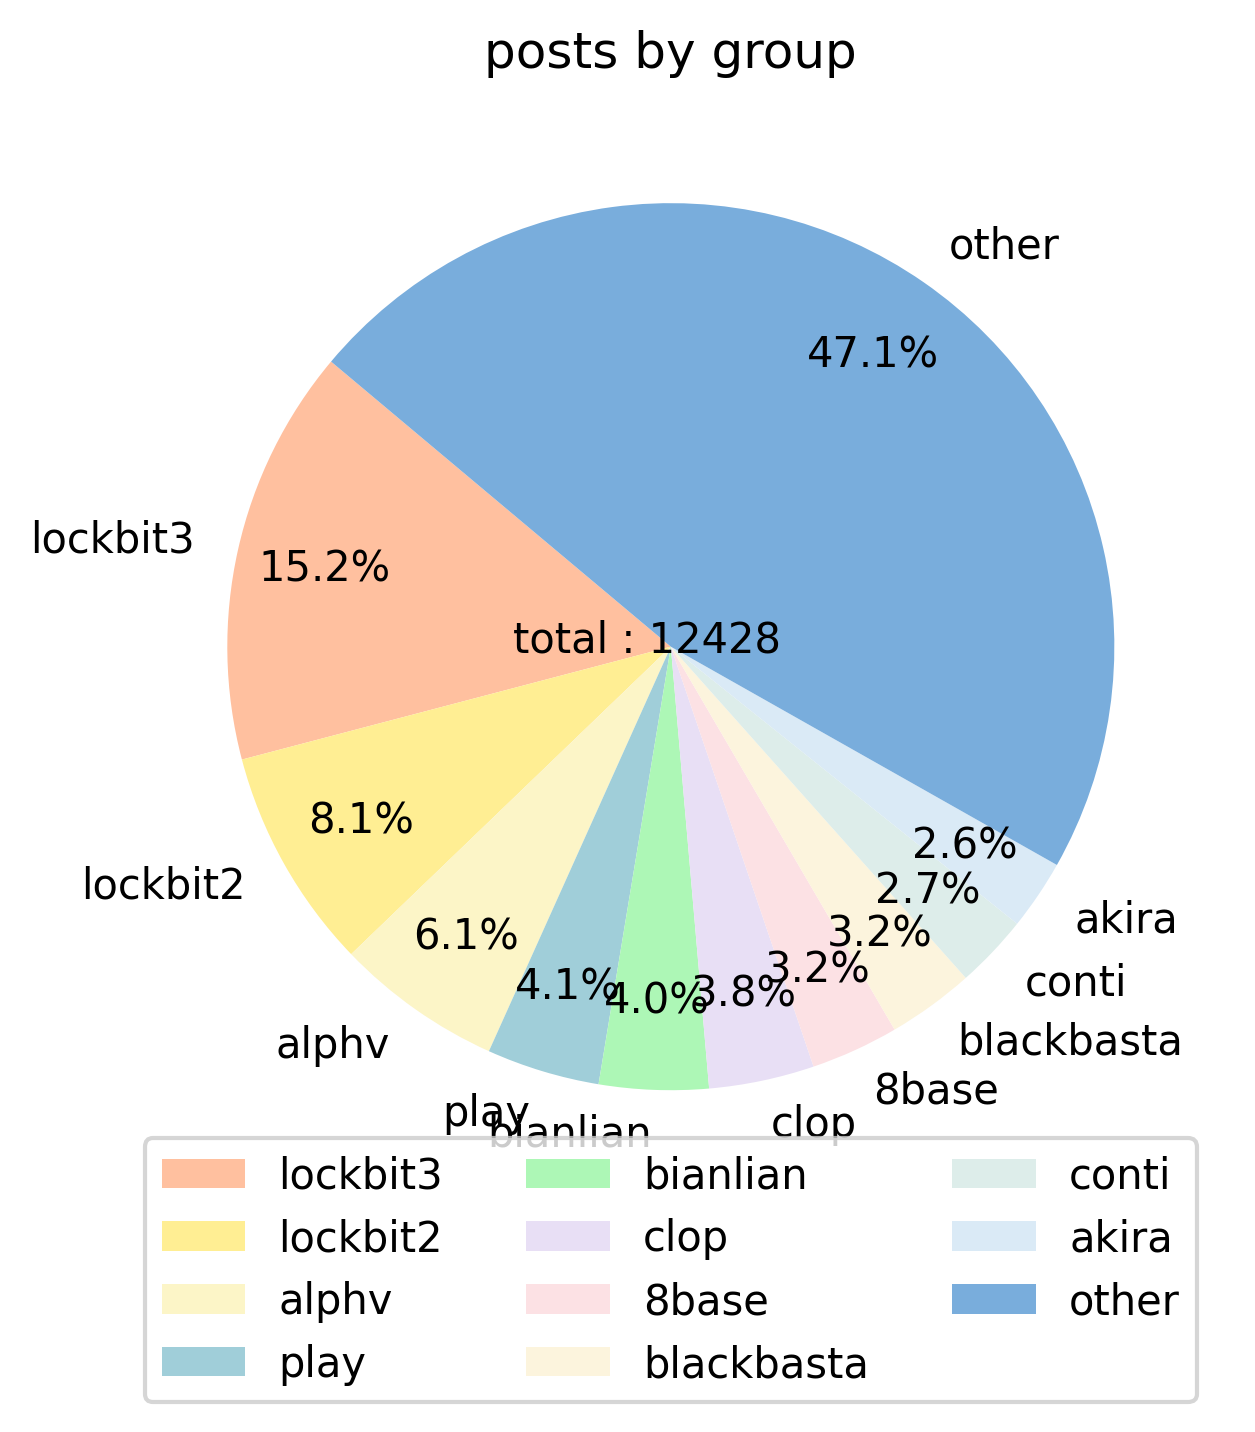 posts by group
other
47.1%
lockbit3
15.2%
total : 12428
8.1%
lockbit2
2.6%
2.7%
akira
3.2%
6.1%
3.2%
4.1%
4.0%
3.8%
conti
alphv
blackbasta
8base
play
clop
bianlian
lockbit3
lockbit2
alphv
play
bianlian
clop
8base
blackbasta
conti
akira
other